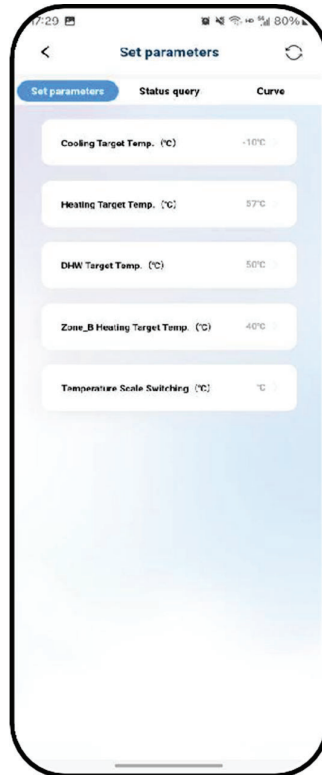 7:29 80%
Set parameters
Set parameters Status query Curve
Cooling Target Temp. (°C) -10°C
Heating Target Temp. (°C) 57°C
DHW Target Temp. (°C) 50°C
Zone_B Heating Target Temp. (°C) 40°C
Temperature Scale Switching (°C) °C